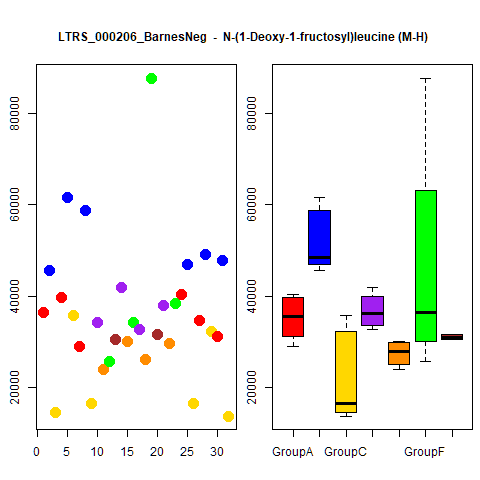 LTRS_000206_BarnesNeg - N-(1-Deoxy-1-fructosyl)leucine (M-H)
80000
60000
40000
20000
0 5 10 15 20 25 30
80000
60000
40000
20000
GroupA GroupC GroupF